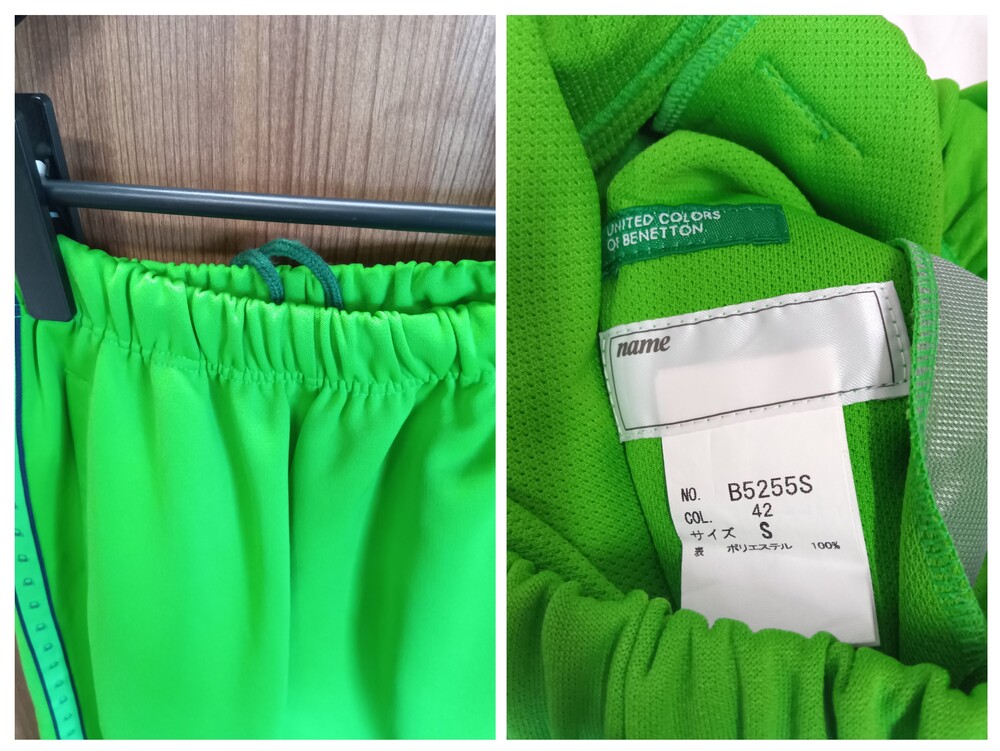 UNITED COLORS
OF BENETTON
name
NO. B5255S
COL. 42
サイズ S
表 ポリエステル 100%